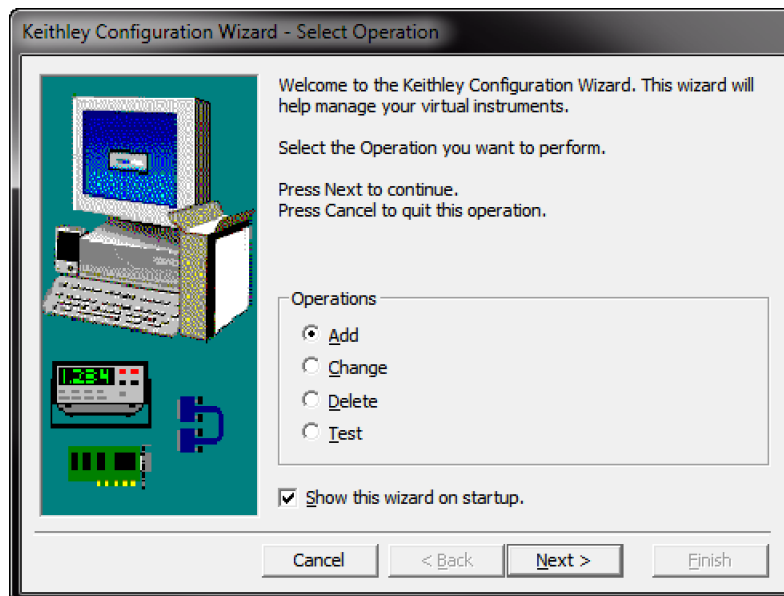 Keithley Configuration Wizard - Select Operation
Welcome to the Keithley Configuration Wizard. This wizard will
help manage your virtual instruments.
Select the Operation you want to perform.
Press Next to continue.
Press Cancel to quit this operation.
Operations
Add
Change
Delete
Test
1.234
Show this wizard on startup.
Cancel
< Back
Next >
Finish